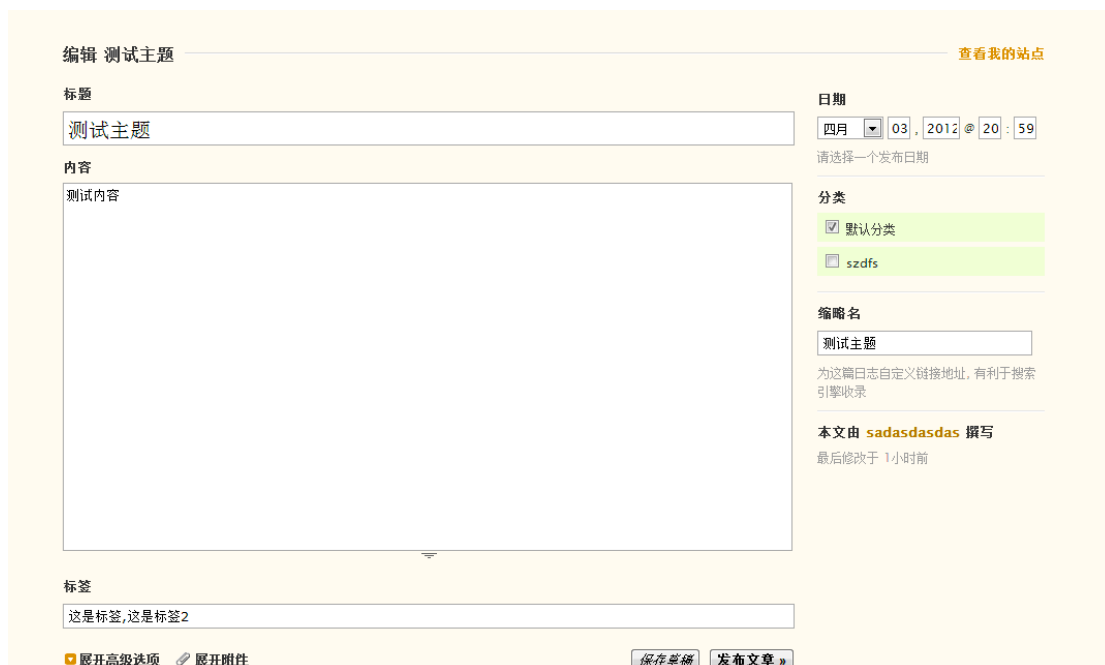 编辑 测试主题
查看我的站点
标题
测试主题
内容
测试内容
标签
这是标签,这是标签2
展开高级选项 展开附件
保存草稿 发布文章 »
日期
四月 03 , 2012 @ 20 : 59
请选择一个发布日期
分类
默认分类
szdfs
缩略名
测试主题
为这篇日志自定义链接地址, 有利于搜索
引擎收录
本文由 sadasdasdas 撰写
最后修改于 1小时前